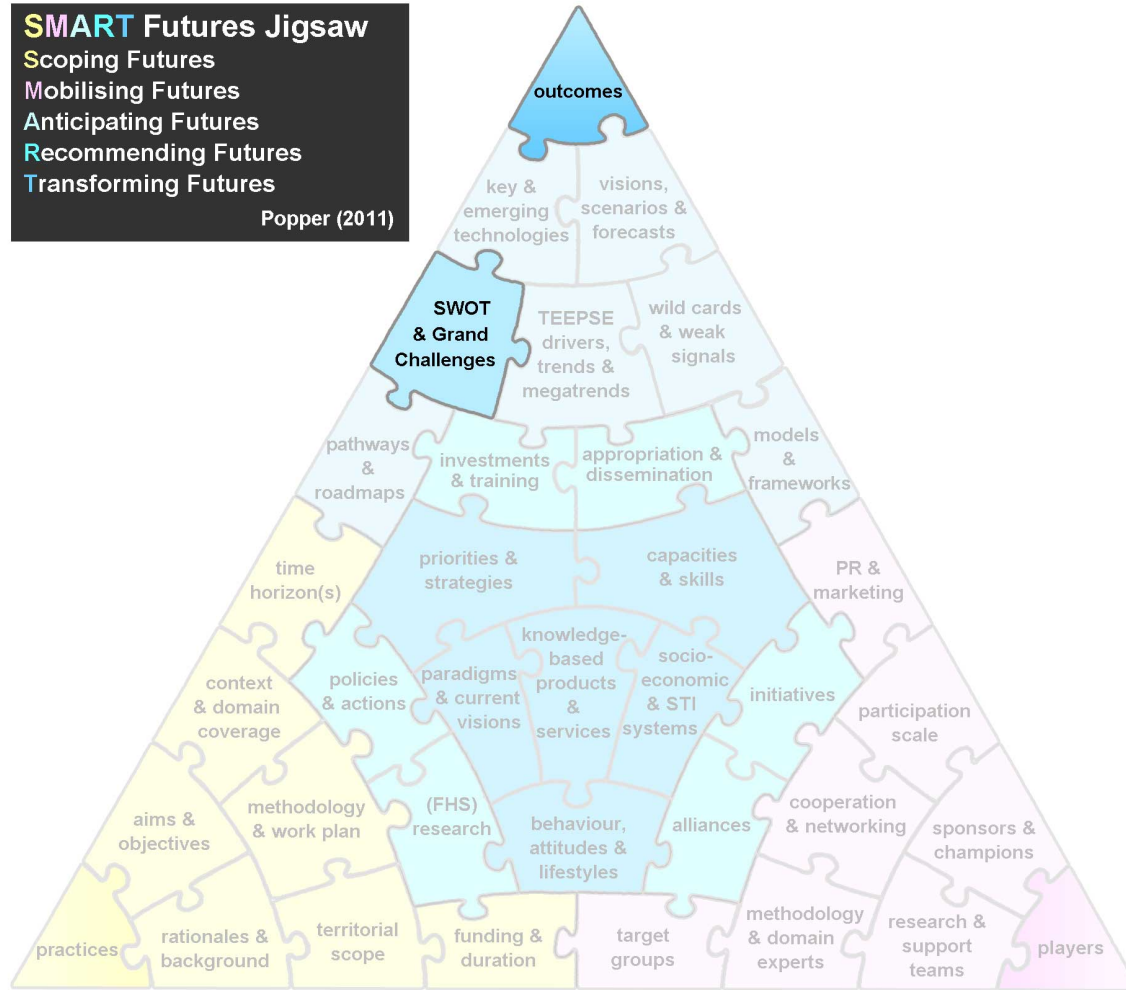 SMART Futures Jigsaw
Scoping Futures
Mobilising Futures
Anticipating Futures
Recommending Futures
Transforming Futures
Popper (2011)
outcomes
key &
emerging
technologies
visions,
scenarios &
forecasts
SWOT
& Grand
Challenges
TEEPSE
drivers,
trends &
megatrends
wild cards
& weak
signals
pathways
&
roadmaps
investments
& training
appropriation &
dissemination
models
&
frameworks
time
horizon(s)
priorities &
strategies
capacities
& skills
PR &
marketing
context
& domain
coverage
policies
& actions
paradigms
& current
visions
knowledge-
based
products
&
services
socio-
economic
& STI
systems
initiatives
participation
scale
aims &
objectives
methodology
& work plan
(FHS)
research
behaviour,
attitudes &
lifestyles
alliances
cooperation
& networking
sponsors &
champions
practices
rationales &
background
territorial
scope
funding &
duration
target
groups
methodology
& domain
experts
research &
support
teams
players